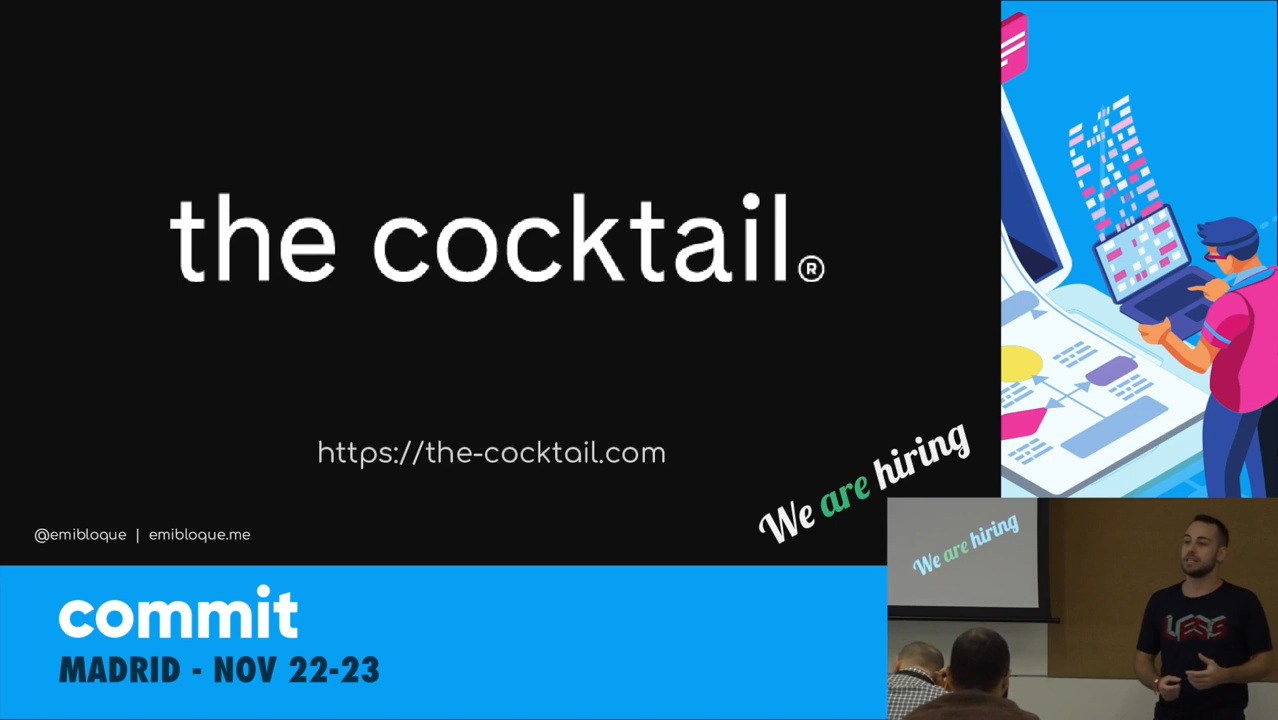 the cocktail®
https://the-cocktail.com
We are hiring
@emibloque | emibloque.me
commit
MADRID - NOV 22-23
We are hiring